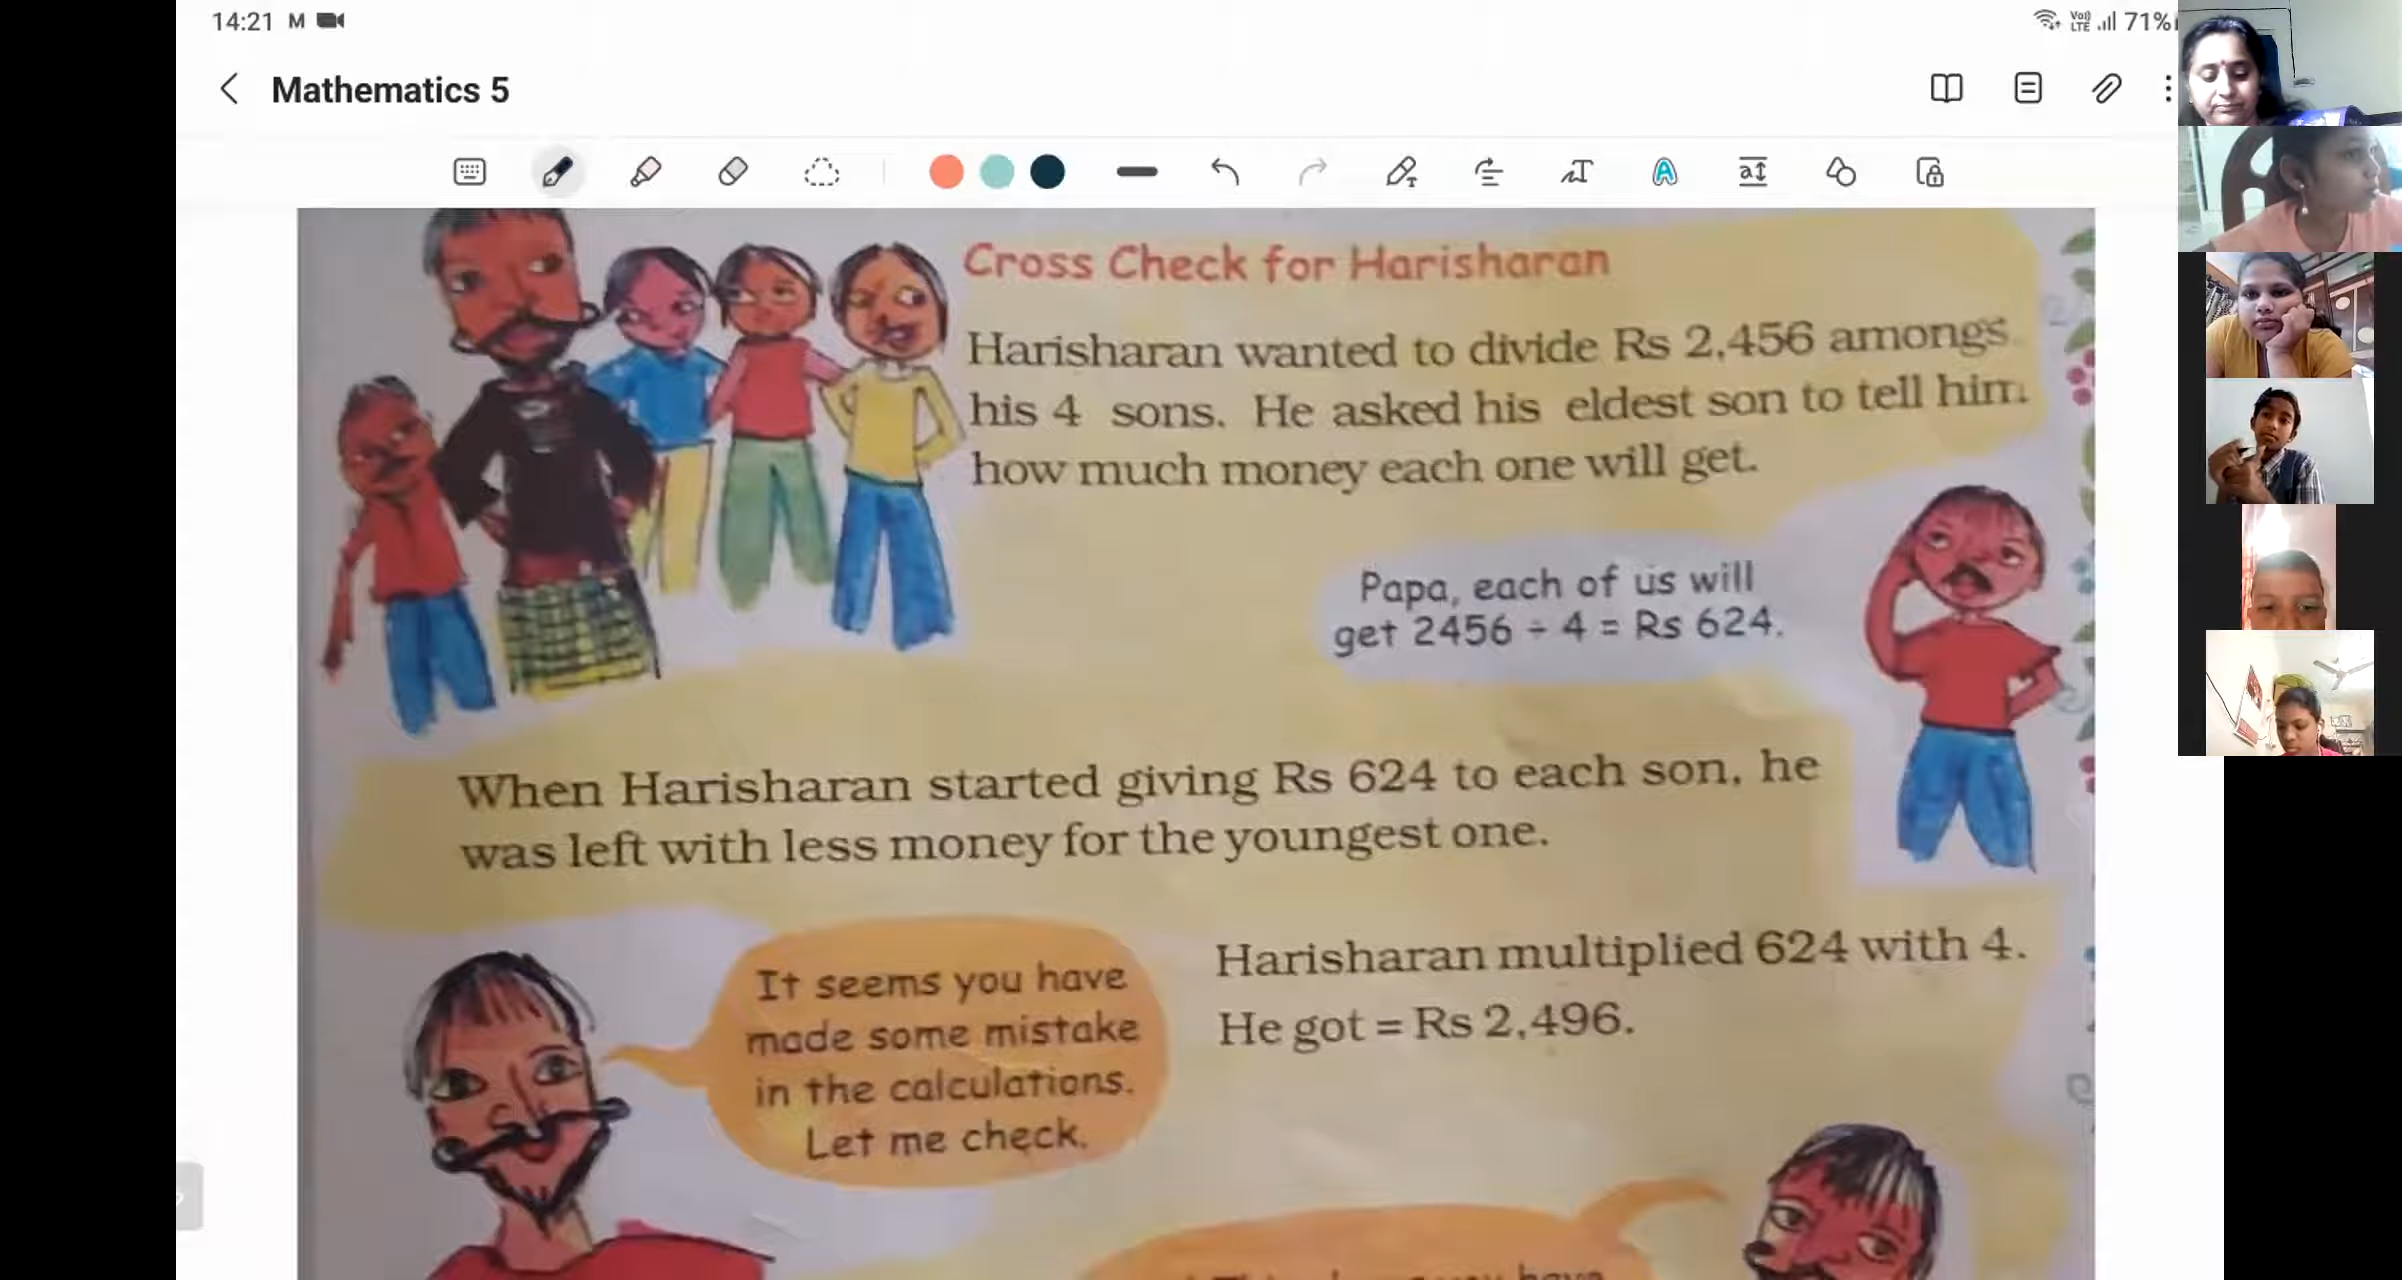 14:21 M
Vo) LTE 71%
Mathematics 5
Cross Check for Harisharan
Harisharan wanted to divide Rs 2,456 amongs
his 4 sons. He asked his eldest son to tell him
how much money each one will get.
Papa, each of us will
get 2456 ÷ 4 = Rs 624.
When Harisharan started giving Rs 624 to each son, he
was left with less money for the youngest one.
It seems you have
made some mistake
in the calculations.
Let me check.
Harisharan multiplied 624 with 4.
He got = Rs 2,496.
have